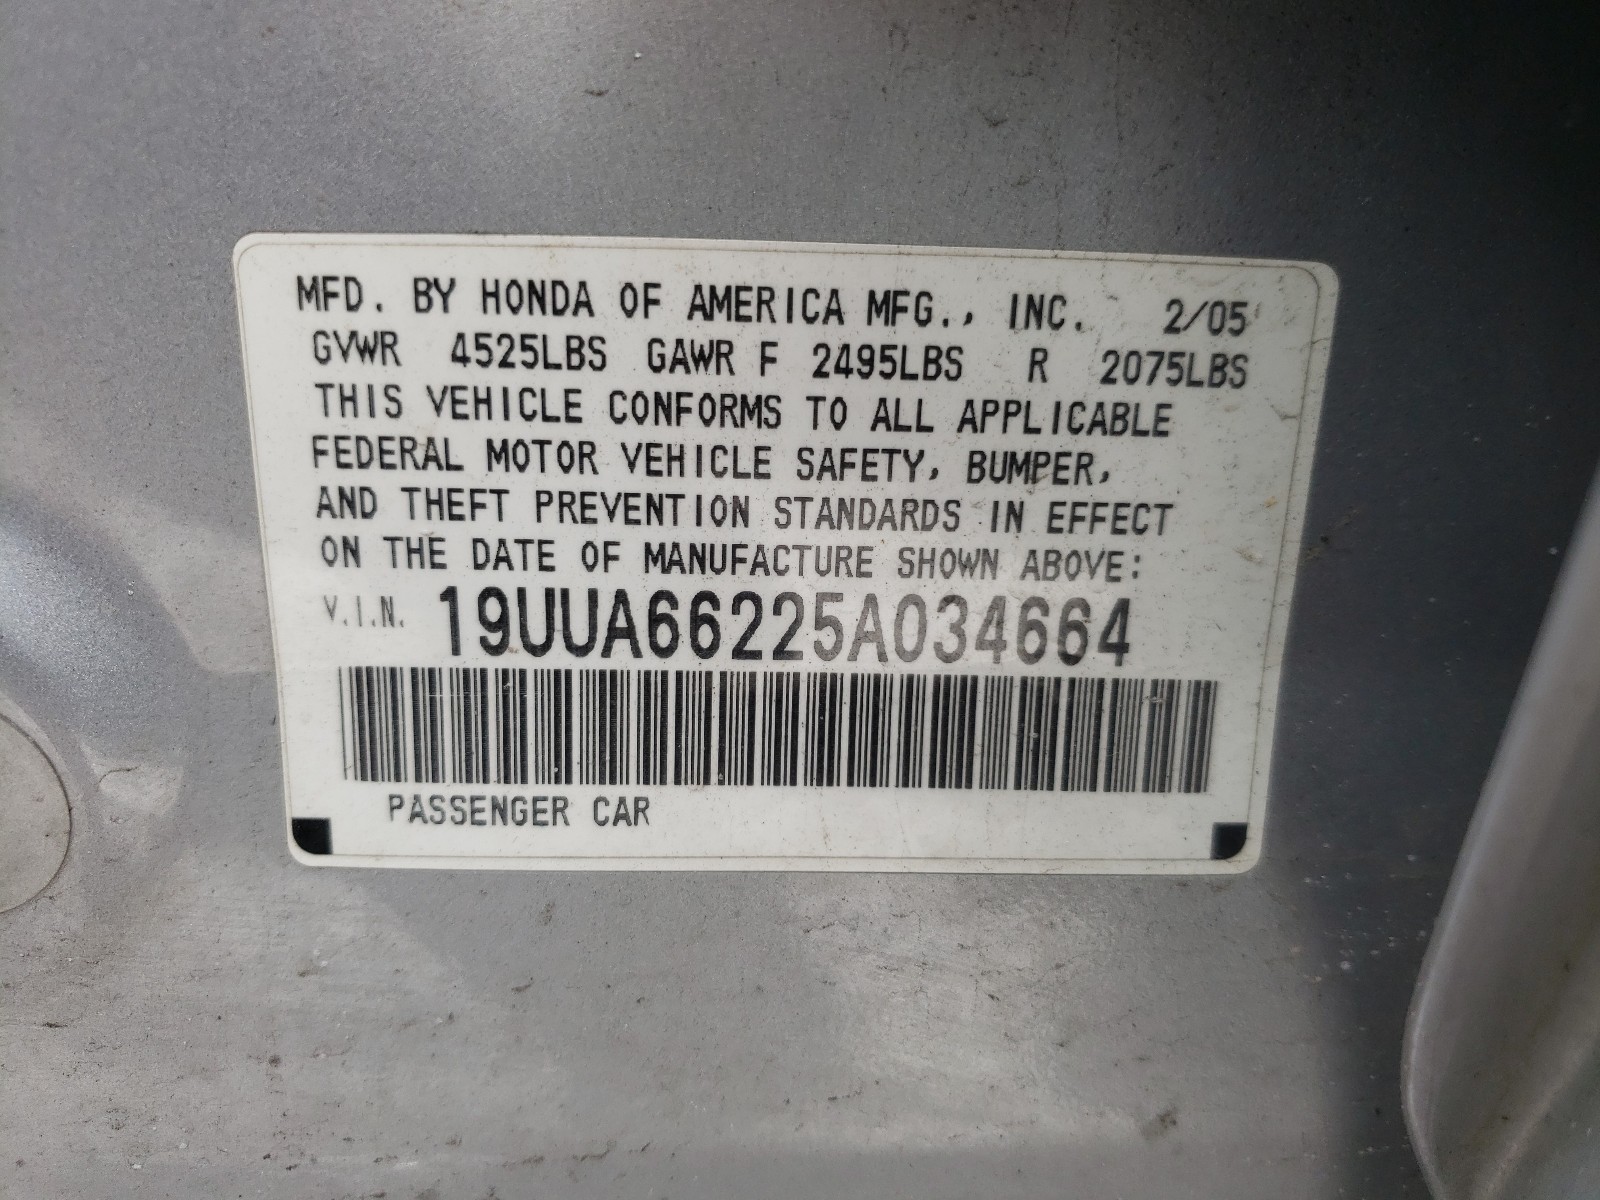 MFD. BY HONDA OF AMERICA MFG., INC. 2/05
GVWR 4525LBS GAWR F 2495LBS R 2075LBS
THIS VEHICLE CONFORMS TO ALL APPLICABLE
FEDERAL MOTOR VEHICLE SAFETY, BUMPER,
AND THEFT PREVENTION STANDARDS IN EFFECT
ON THE DATE OF MANUFACTURE SHOWN ABOVE:
V.I.N. 19UUA66225A034664
PASSENGER CAR